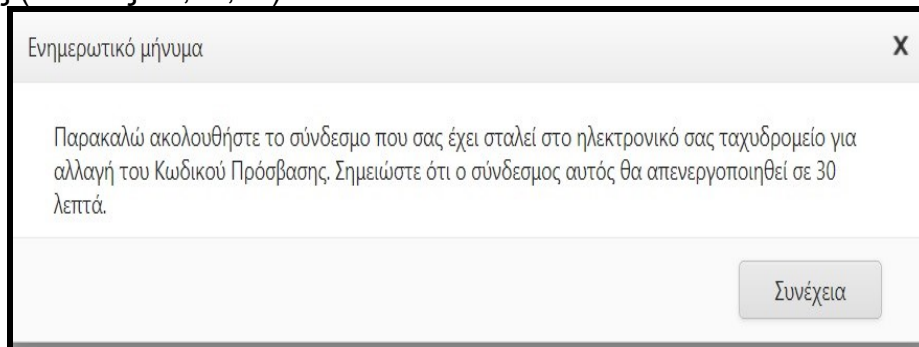 Ενημερωτικό μήνυμα X
Παρακαλώ ακολουθήστε το σύνδεσμο που σας έχει σταλεί στο ηλεκτρονικό σας ταχυδρομείο για
αλλαγή του Κωδικού Πρόσβασης. Σημειώστε ότι ο σύνδεσμος αυτός θα απενεργοποιηθεί σε 30
λεπτά.
Συνέχεια